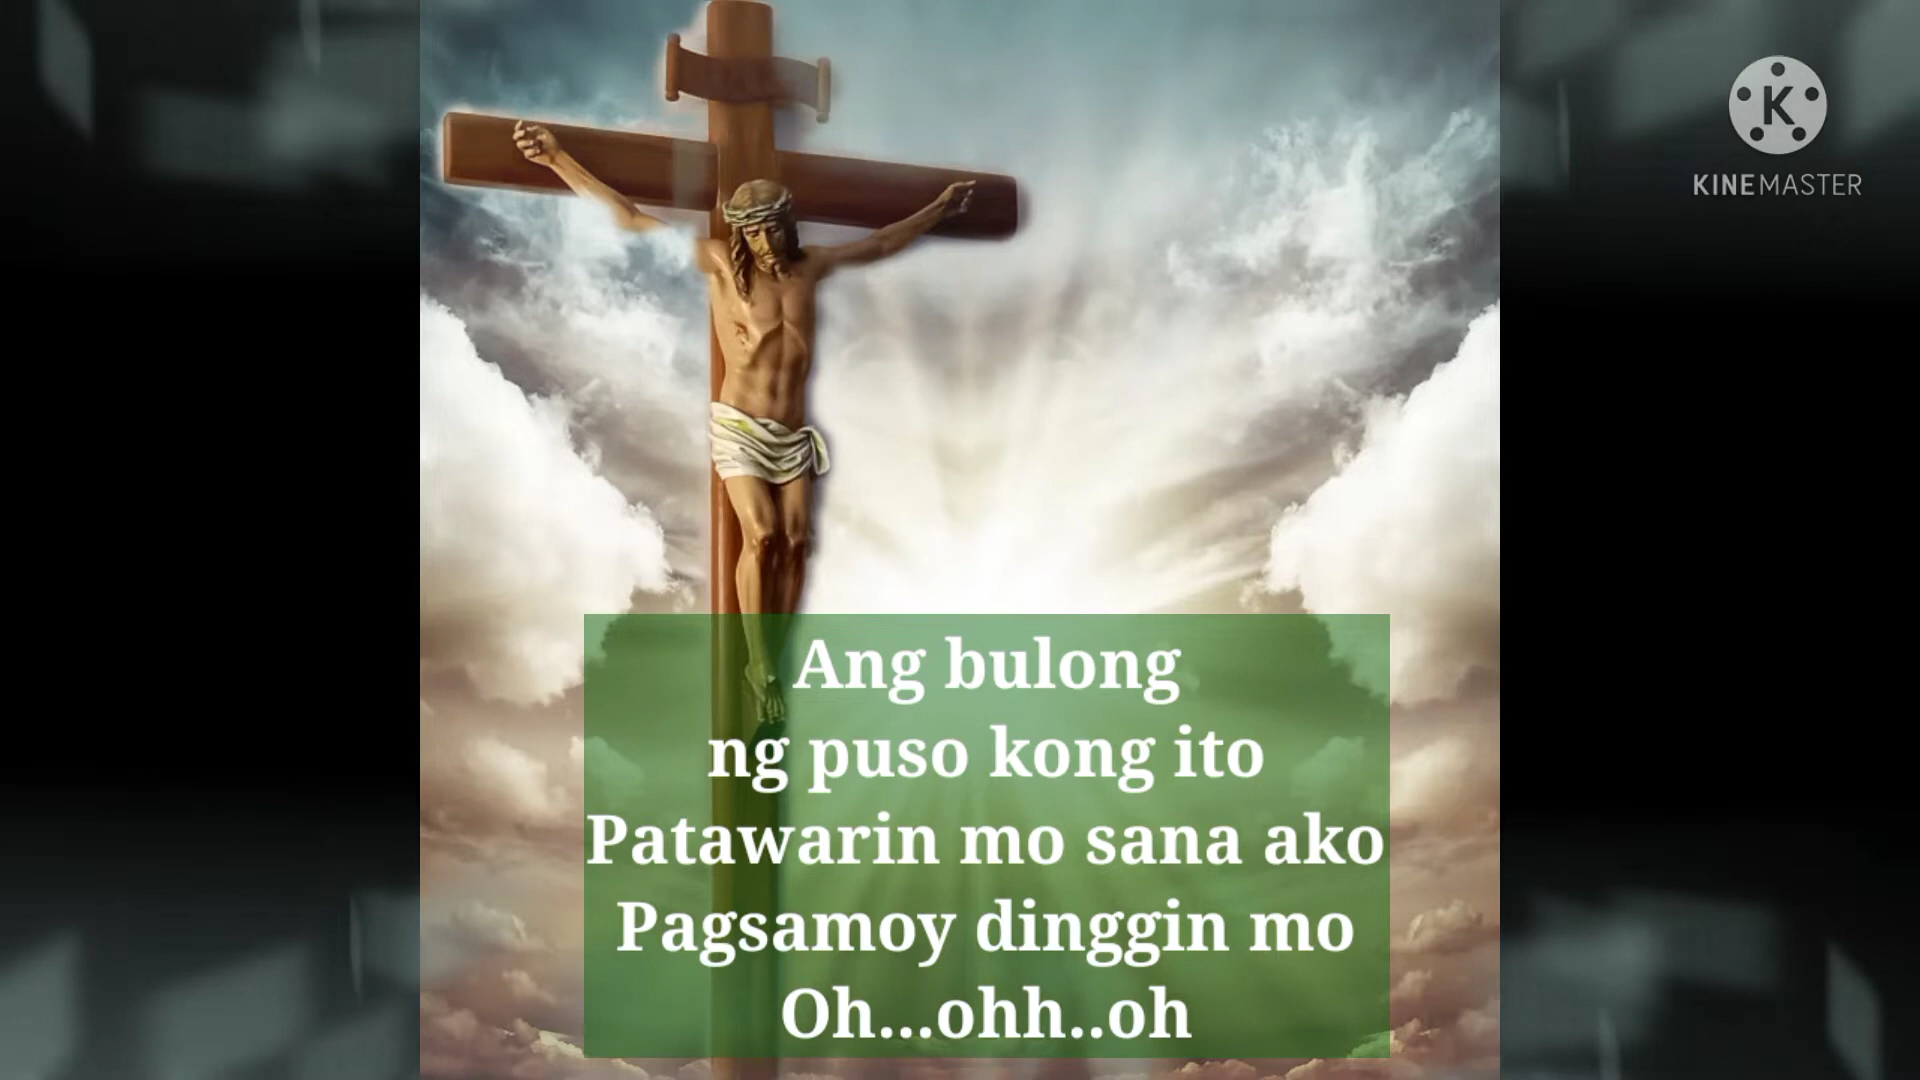 KINEMASTER
Ang bulong
ng puso kong ito
Patawarin mo sana ako
Pagsamoy dinggin mo
Oh...ohh..oh